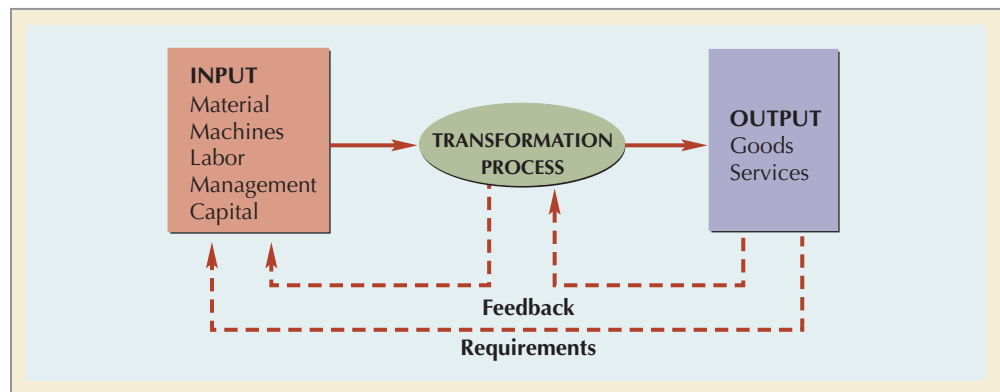 INPUT
Material
Machines
Labor
Management
Capital
TRANSFORMATION
PROCESS
OUTPUT
Goods
Services
Feedback
Requirements